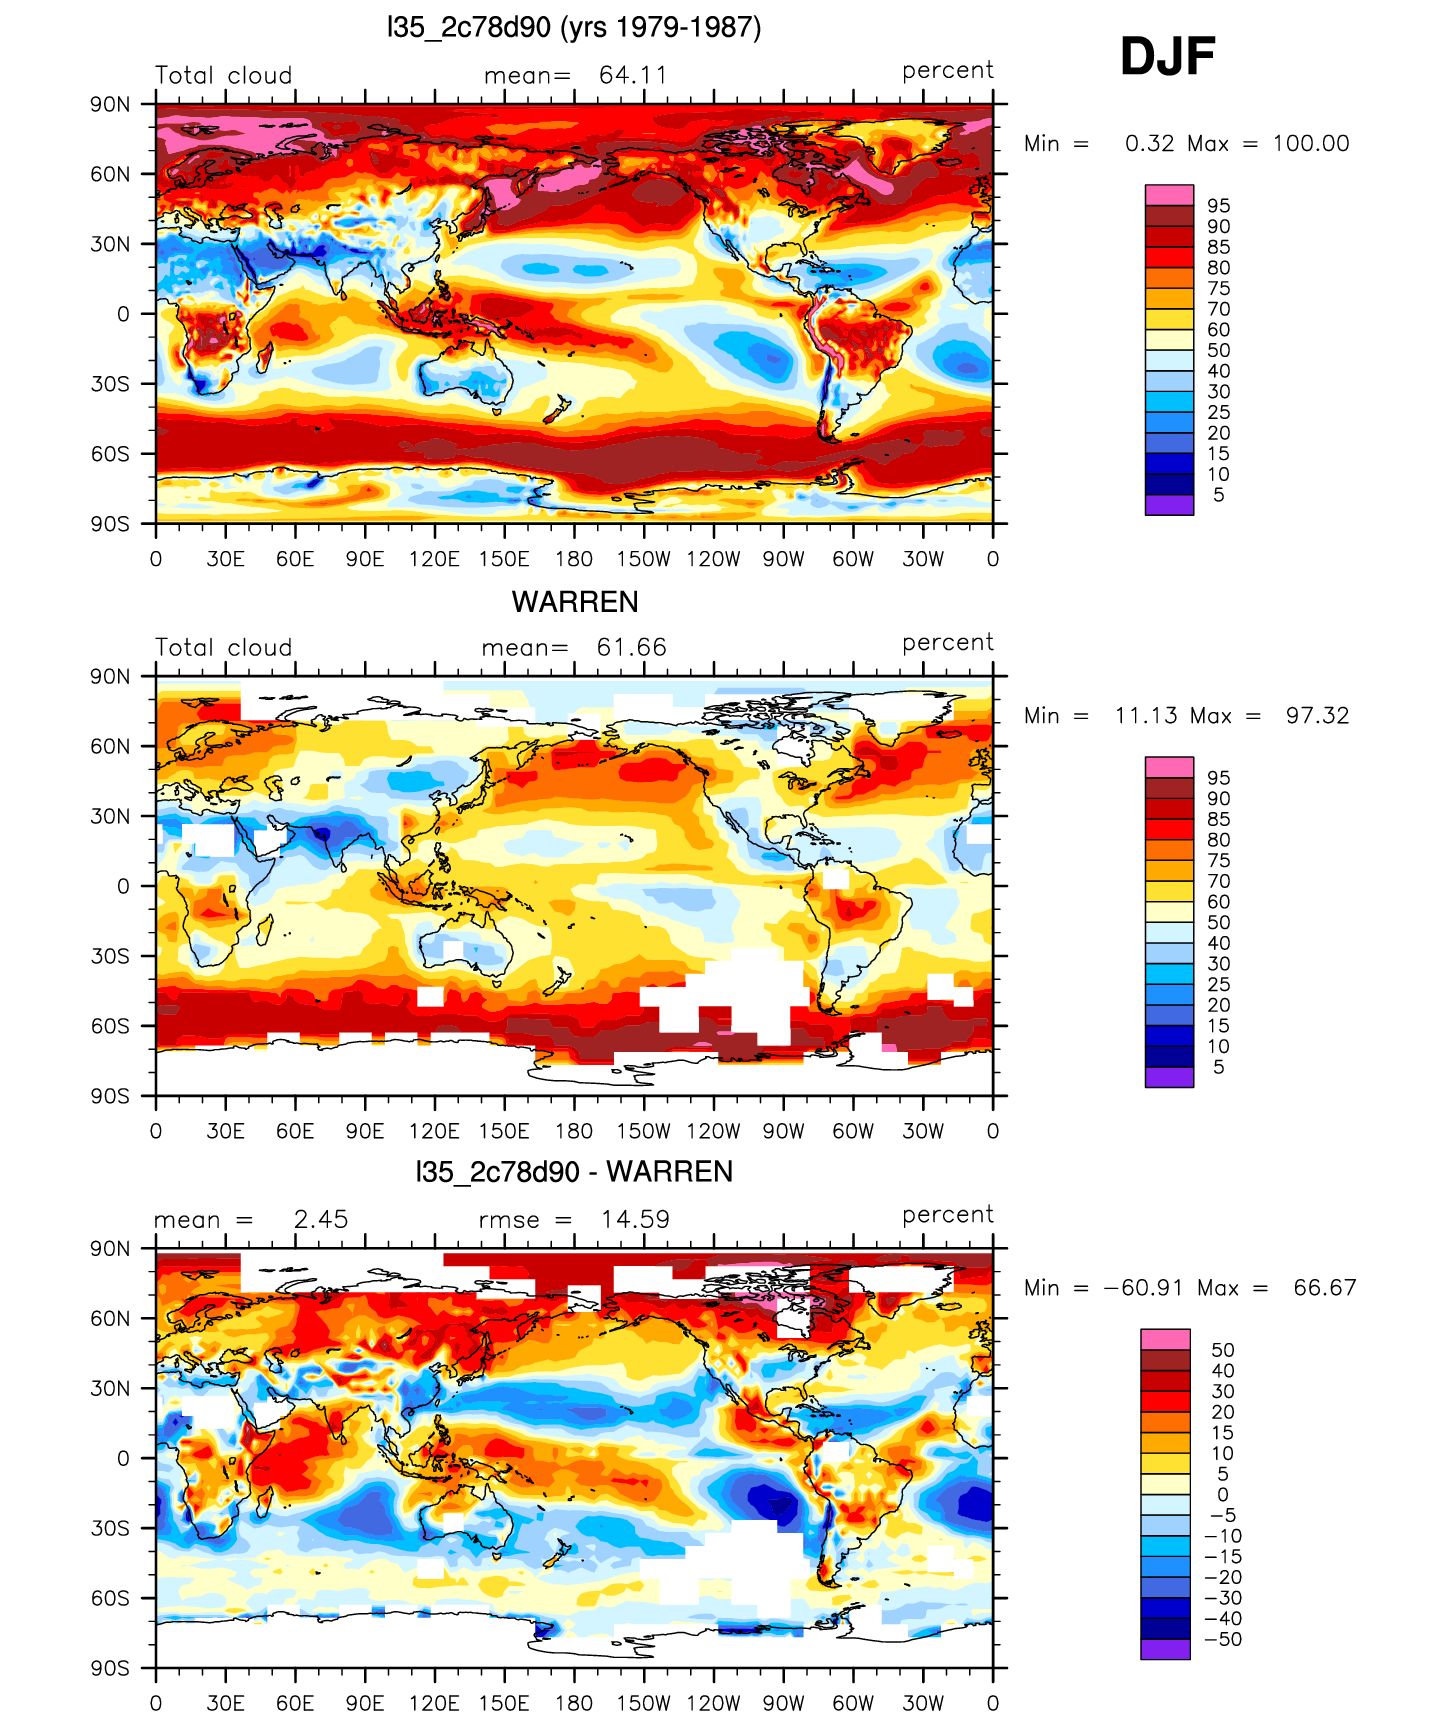 l35_2c78d90 (yrs 1979-1987)
DJF
Total cloud mean= 64.11 percent
Min = 0.32 Max = 100.00
90N
60N
30N
0
30S
60S
90S
0 30E 60E 90E 120E 150E 180 150W 120W 90W 60W 30W 0
95
90
85
80
75
70
60
50
40
30
25
20
15
10
5
WARREN
Total cloud mean= 61.66 percent
Min = 11.13 Max = 97.32
90N
60N
30N
0
30S
60S
90S
0 30E 60E 90E 120E 150E 180 150W 120W 90W 60W 30W 0
95
90
85
80
75
70
60
50
40
30
25
20
15
10
5
l35_2c78d90 - WARREN
mean = 2.45 rmse = 14.59 percent
Min = −60.91 Max = 66.67
90N
60N
30N
0
30S
60S
90S
0 30E 60E 90E 120E 150E 180 150W 120W 90W 60W 30W 0
50
40
30
20
15
10
5
0
−5
−10
−15
−20
−30
−40
−50